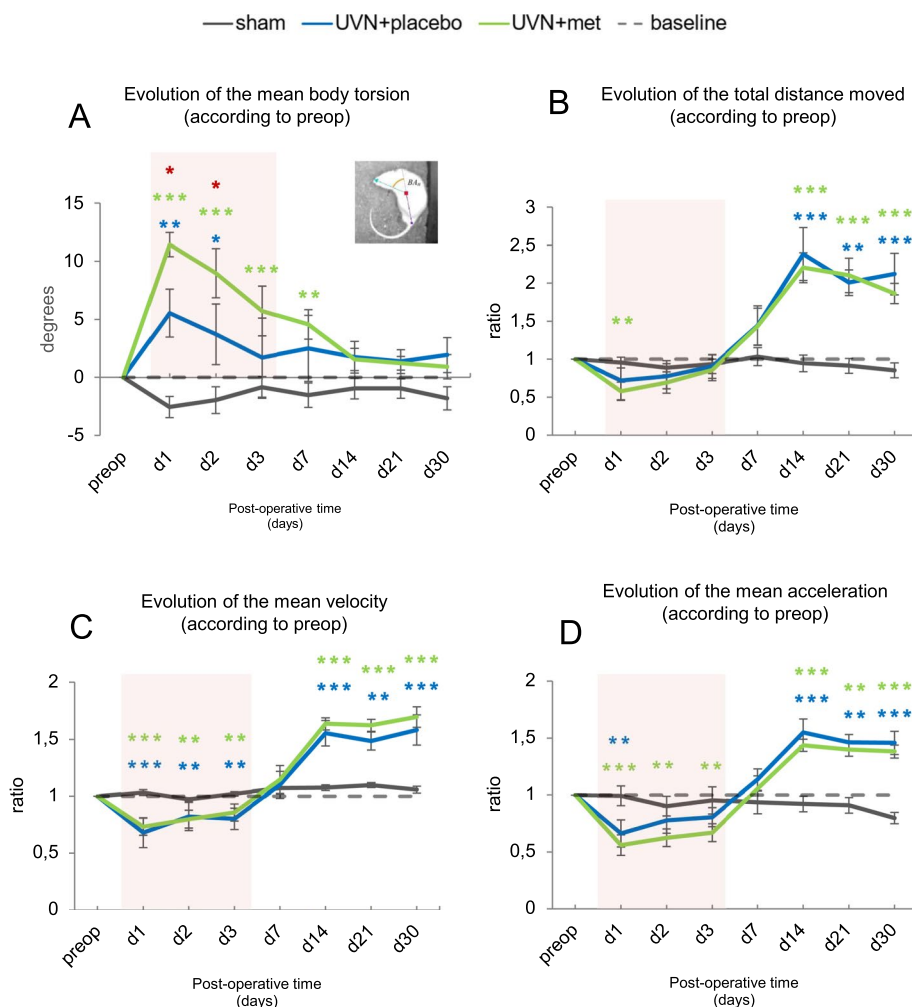 sham UVN+placebo UVN+met baseline
A
Evolution of the mean body torsion
(according to preop)
*
* * *
* *
*
* * *
*
* * *
* *
BAn
degrees
15
10
5
0
-5
preop d1 d2 d3 d7 d14 d21 d30
Post-operative time
(days)
B
Evolution of the total distance moved
(according to preop)
* *
* * *
* * *
* * *
* *
* * *
* * *
ratio
3
2,5
2
1,5
1
0,5
0
preop d1 d2 d3 d7 d14 d21 d30
Post-operative time
(days)
C
Evolution of the mean velocity
(according to preop)
* * *
* * *
* *
* *
* *
* *
* * *
* * *
* * *
* *
* * *
* * *
ratio
2
1,5
1
0,5
0
preop d1 d2 d3 d7 d14 d21 d30
Post-operative time
(days)
D
Evolution of the mean acceleration
(according to preop)
* *
* * *
* *
* *
* * *
* * *
* *
* *
* * *
* * *
ratio
2
1,5
1
0,5
0
preop d1 d2 d3 d7 d14 d21 d30
Post-operative time
(days)